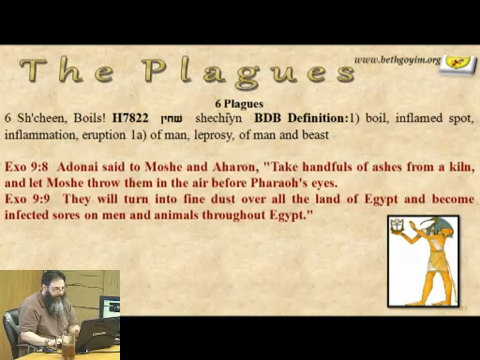 www.bethgoyim.org
The Plagues
6 Plagues
6 Sh'cheen, Boils! H7822 שׁחין shechı̂yn BDB Definition:1) boil, inflamed spot,
inflammation, eruption 1a) of man, leprosy, of man and beast
Exo 9:8 Adonai said to Moshe and Aharon, "Take handfuls of ashes from a kiln,
and let Moshe throw them in the air before Pharaoh's eyes.
Exo 9:9 They will turn into fine dust over all the land of Egypt and become
infected sores on men and animals throughout Egypt."